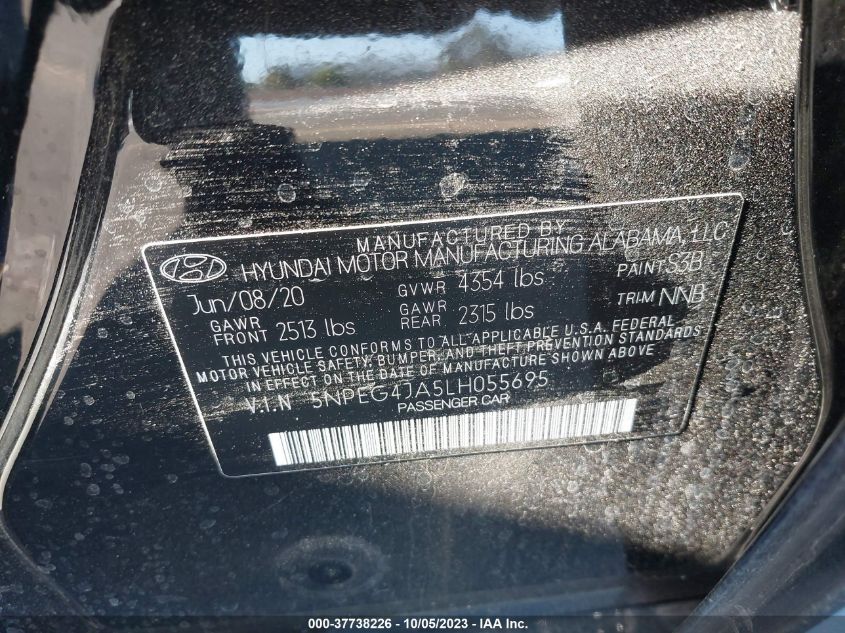 MANUFACTURED BY
HYUNDAI MOTOR MANUFACTURING ALABAMA, LLC
Jun/08/20 GVWR 4354 lbs PAINT S3B
GAWR FRONT 2513 lbs GAWR REAR 2315 lbs TRIM NNB
THIS VEHICLE CONFORMS TO ALL APPLICABLE U.S.A. FEDERAL
MOTOR VEHICLE SAFETY, BUMPER, AND THEFT PREVENTION STANDARDS
IN EFFECT ON THE DATE OF MANUFACTURE SHOWN ABOVE
V.I.N 5NPEG4JA5LH055695
PASSENGER CAR
000-37738226 - 10/05/2023 - IAA Inc.